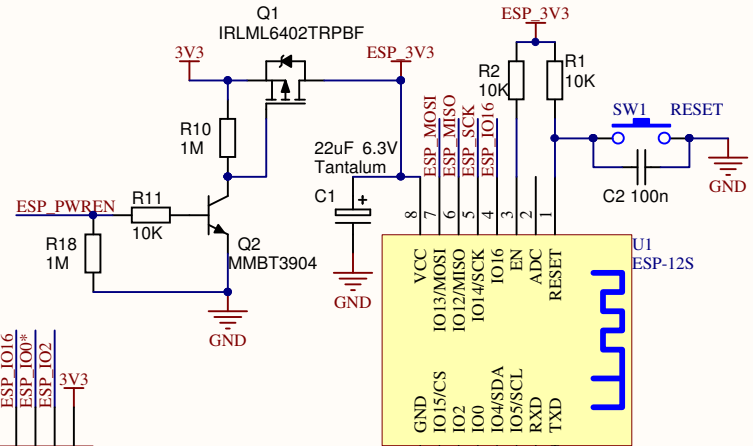 Q1
IRLML6402TRPBF
3V3
ESP_3V3
ESP_3V3
R2
10K
R1
10K
SW1
RESET
C2 100n
GND
R10
1M
22uF 6.3V
Tantalum
C1
GND
ESP_MOSI
ESP_MISO
ESP_SCK
ESP_IO16
ESP_PWREN
R11
10K
R18
1M
Q2
MMBT3904
GND
8
7
6
5
4
3
2
1
U1
ESP-12S
VCC
IO13/MOSI
IO12/MISO
IO14/SCK
IO16
EN
ADC
RESET
GND
IO15/CS
IO2
IO0
IO4/SDA
IO5/SCL
RXD
TXD
ESP_IO16
ESP_IO0*
ESP_IO2
3V3